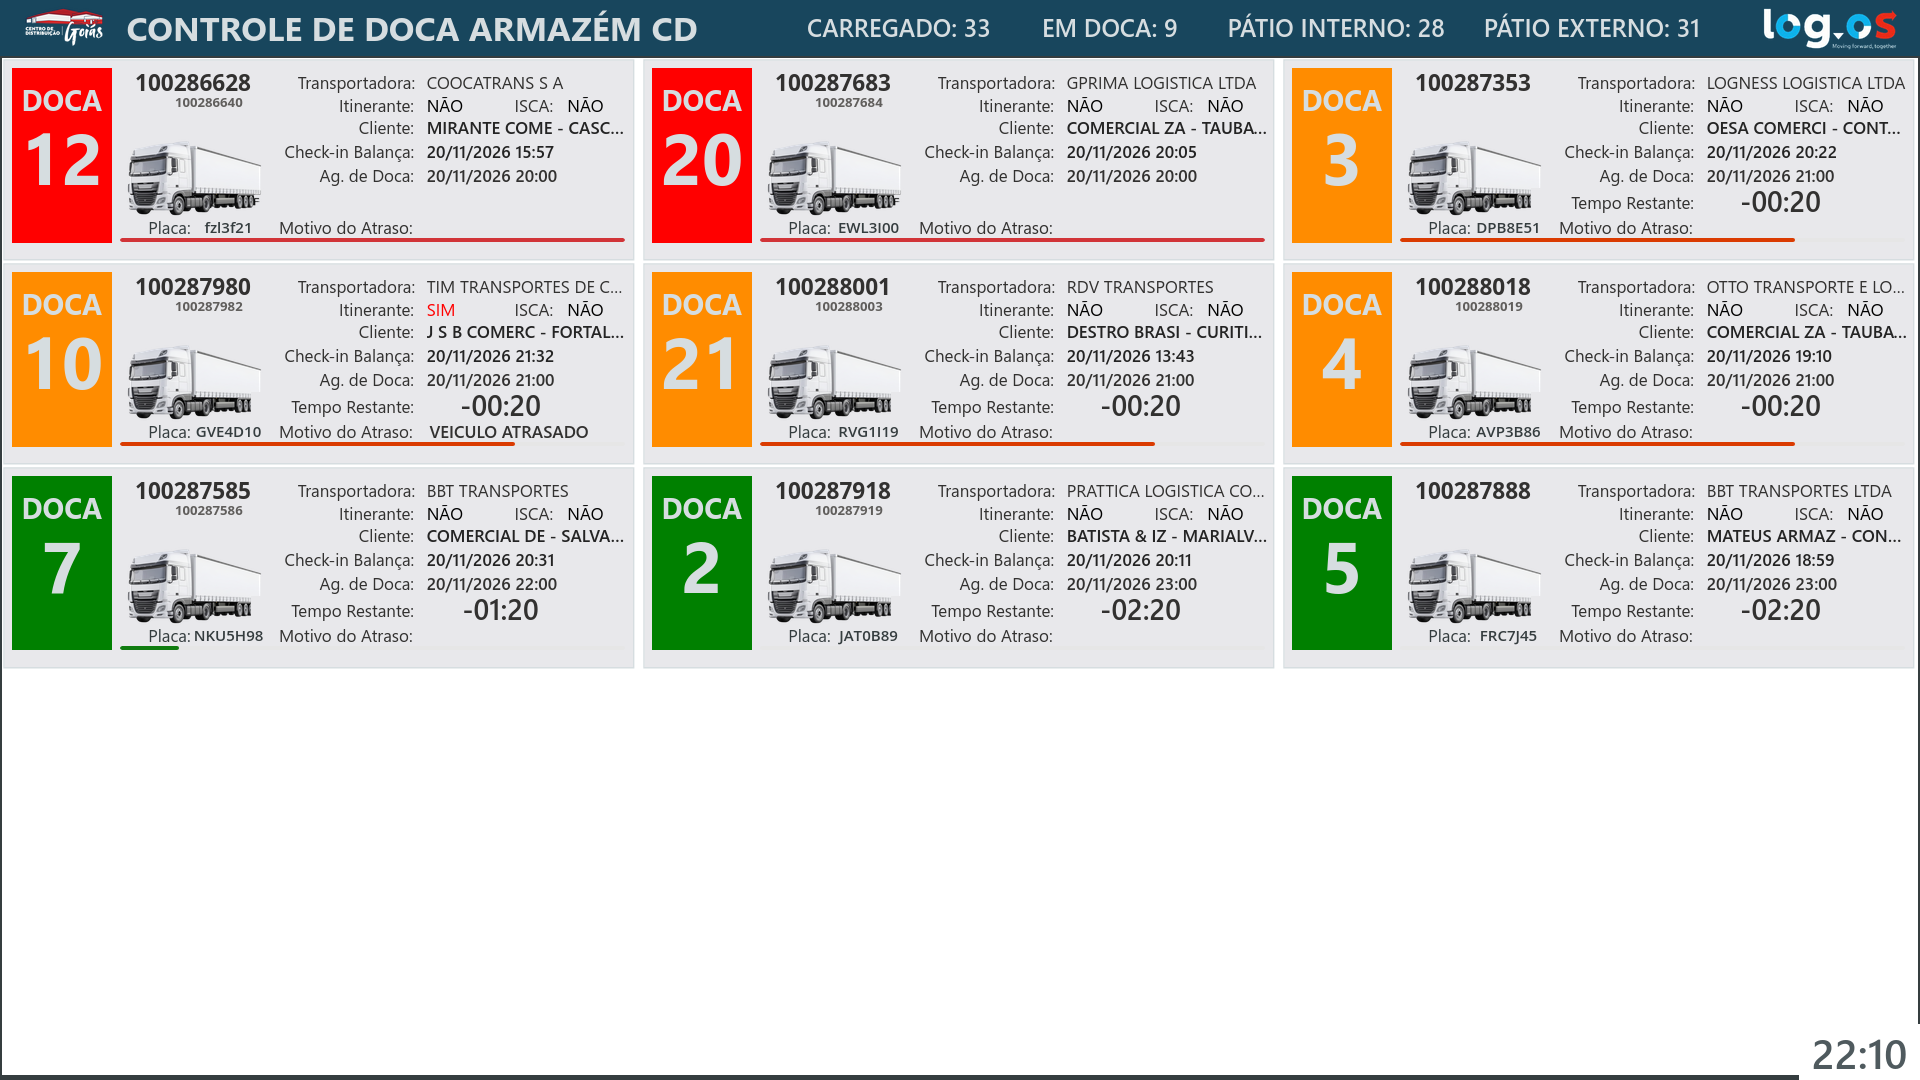 CENTRO DE DISTRIBUIÇÃO Goiás
CONTROLE DE DOCA ARMAZÉM CD
CARREGADO: 33
EM DOCA: 9
PÁTIO INTERNO: 28
PÁTIO EXTERNO: 31
log.os
Moving forward, together
DOCA
12
100286628
100286640
Transportadora: COOCATRANS S A
Itinerante: NÃO ISCA: NÃO
Cliente: MIRANTE COME - CASC...
Check-in Balança: 20/11/2026 15:57
Ag. de Doca: 20/11/2026 20:00
Placa: fzl3f21 Motivo do Atraso:
DOCA
20
100287683
100287684
Transportadora: GPRIMA LOGISTICA LTDA
Itinerante: NÃO ISCA: NÃO
Cliente: COMERCIAL ZA - TAUBA...
Check-in Balança: 20/11/2026 20:05
Ag. de Doca: 20/11/2026 20:00
Placa: EWL3I00 Motivo do Atraso:
DOCA
3
100287353
Transportadora: LOGNESS LOGISTICA LTDA
Itinerante: NÃO ISCA: NÃO
Cliente: OESA COMERCI - CONT...
Check-in Balança: 20/11/2026 20:22
Ag. de Doca: 20/11/2026 21:00
Tempo Restante: -00:20
Placa: DPB8E51 Motivo do Atraso:
DOCA
10
100287980
100287982
Transportadora: TIM TRANSPORTES DE C...
Itinerante: SIM ISCA: NÃO
Cliente: J S B COMERC - FORTAL...
Check-in Balança: 20/11/2026 21:32
Ag. de Doca: 20/11/2026 21:00
Tempo Restante: -00:20
Placa: GVE4D10 Motivo do Atraso: VEICULO ATRASADO
DOCA
21
100288001
100288003
Transportadora: RDV TRANSPORTES
Itinerante: NÃO ISCA: NÃO
Cliente: DESTRO BRASI - CURITI...
Check-in Balança: 20/11/2026 13:43
Ag. de Doca: 20/11/2026 21:00
Tempo Restante: -00:20
Placa: RVG1I19 Motivo do Atraso:
DOCA
4
100288018
100288019
Transportadora: OTTO TRANSPORTE E LO...
Itinerante: NÃO ISCA: NÃO
Cliente: COMERCIAL ZA - TAUBA...
Check-in Balança: 20/11/2026 19:10
Ag. de Doca: 20/11/2026 21:00
Tempo Restante: -00:20
Placa: AVP3B86 Motivo do Atraso:
DOCA
7
100287585
100287586
Transportadora: BBT TRANSPORTES
Itinerante: NÃO ISCA: NÃO
Cliente: COMERCIAL DE - SALVA...
Check-in Balança: 20/11/2026 20:31
Ag. de Doca: 20/11/2026 22:00
Tempo Restante: -01:20
Placa: NKU5H98 Motivo do Atraso:
DOCA
2
100287918
100287919
Transportadora: PRATTICA LOGISTICA CO...
Itinerante: NÃO ISCA: NÃO
Cliente: BATISTA & IZ - MARIALV...
Check-in Balança: 20/11/2026 20:11
Ag. de Doca: 20/11/2026 23:00
Tempo Restante: -02:20
Placa: JAT0B89 Motivo do Atraso:
DOCA
5
100287888
Transportadora: BBT TRANSPORTES LTDA
Itinerante: NÃO ISCA: NÃO
Cliente: MATEUS ARMAZ - CON...
Check-in Balança: 20/11/2026 18:59
Ag. de Doca: 20/11/2026 23:00
Tempo Restante: -02:20
Placa: FRC7J45 Motivo do Atraso:
22:10